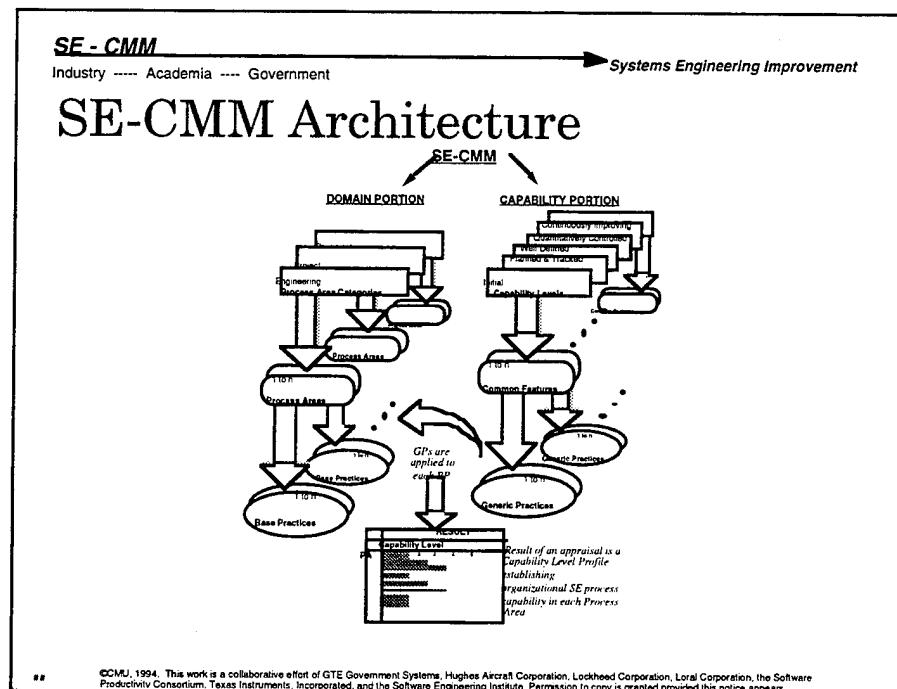 SE - CMM
Systems Engineering Improvement
Industry ----- Academia ---- Government
SE-CMM Architecture
SE-CMM
DOMAIN PORTION
CAPABILITY PORTION
Continuously Improving
Quantitatively Controlled
Well Defined
Planned & Tracked
Initial
Capability Levels
Engineering
Process Area Categories
Process Areas
1 to n
Process Areas
1 to n
Common Features
1 to n
Base Practices
1 to n
Base Practices
1 to n
Generic Practices
1 to n
Generic Practices
GPs are
applied to
each BP
RESULT
Capability Level
PA
Result of an appraisal is a
Capability Level Profile
establishing
organizational SE process
capability in each Process
Area
##
©CMU, 1994. This work is a collaborative effort of GTE Government Systems, Hughes Aircraft Corporation, Lockheed Corporation, Loral Corporation, the Software
Productivity Consortium, Texas Instruments, Incorporated, and the Software Engineering Institute. Permission to copy is granted provided this notice appears